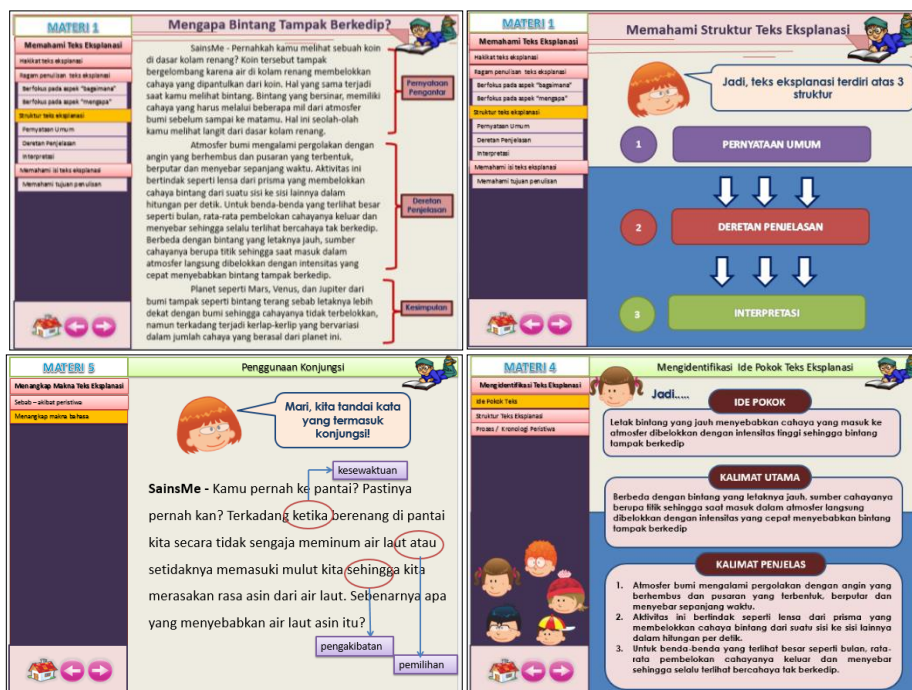 MATERI 1
Mengapa Bintang Tampak Berkedip?
Memahami Teks Eksplanasi
Hakikat teks eksplanasi
Ragam penulisan teks eksplanasi
Berfokus pada aspek "bagaimana"
Berfokus pada aspek "mengapa"
Struktur teks eksplanasi
Pernyataan Umum
Deretan Penjelasan
Interpretasi
Memahami isi teks eksplanasi
Memahami tujuan penulisan
SainsMe - Pernahkah kamu melihat sebuah koin
di dasar kolam renang? Koin tersebut tampak
bergelombang karena air di kolam renang membelokkan
cahaya yang dipantulkan dari koin. Hal yang sama terjadi
saat kamu melihat bintang. Bintang yang bersinar, memiliki
cahaya yang harus melalui beberapa mil dari atmosfer
bumi sebelum sampai ke matamu. Hal ini seolah-olah
kamu melihat langit dari dasar kolam renang.
Pernyataan
Pengantar
Atmosfer bumi mengalami pergolakan dengan
angin yang berhembus dan pusaran yang terbentuk,
berputar dan menyebar sepanjang waktu. Aktivitas ini
bertindak seperti lensa dari prisma yang membelokkan
cahaya bintang dari suatu sisi ke sisi lainnya dalam
hitungan per detik. Untuk benda-benda yang terlihat besar
seperti bulan, rata-rata pembelokan cahayanya keluar dan
menyebar sehingga selalu terlihat bercahaya tak berkedip.
Berbeda dengan bintang yang letaknya jauh, sumber
cahayanya berupa titik sehingga saat masuk dalam
atmosfer langsung dibelokkan dengan intensitas yang
cepat menyebabkan bintang tampak berkedip.
Deretan
Penjelasan
Planet seperti Mars, Venus, dan Jupiter dari
bumi tampak seperti bintang terang sebab letaknya lebih
dekat dengan bumi sehingga cahayanya tidak terbelokkan,
namun terkadang terjadi kerlap-kerlip yang bervariasi
dalam jumlah cahaya yang berasal dari planet ini.
Kesimpulan
MATERI 1
Memahami Struktur Teks Eksplanasi
Memahami Teks Eksplanasi
Hakikat teks eksplanasi
Ragam penulisan teks eksplanasi
Berfokus pada aspek "bagaimana"
Berfokus pada aspek "mengapa"
Struktur teks eksplanasi
Pernyataan Umum
Deretan Penjelasan
Interpretasi
Memahami isi teks eksplanasi
Memahami tujuan penulisan
Jadi, teks eksplanasi terdiri atas 3
struktur
1 PERNYATAAN UMUM
2 DERETAN PENJELASAN
3 INTERPRETASI
MATERI 5
Penggunaan Konjungsi
Menangkap Makna Teks Eksplanasi
Sebab – akibat peristiwa
Menangkap makna bahasa
Mari, kita tandai kata
yang termasuk
konjungsi!
kesewaktuan
SainsMe - Kamu pernah ke pantai? Pastinya
pernah kan? Terkadang ketika berenang di pantai
kita secara tidak sengaja meminum air laut atau
setidaknya memasuki mulut kita sehingga kita
merasakan rasa asin dari air laut. Sebenarnya apa
yang menyebabkan air laut asin itu?
pengakibatan
pemilihan
MATERI 4
Mengidentifikasi Ide Pokok Teks Eksplanasi
Mengidentifikasi Teks Eksplanasi
Ide Pokok Teks
Struktur Teks Eksplanasi
Proses / Kronologi Peristiwa
Jadi.....
IDE POKOK
Letak bintang yang jauh menyebabkan cahaya yang masuk ke
atmosfer dibelokkan dengan intensitas tinggi sehingga bintang
tampak berkedip
KALIMAT UTAMA
Berbeda dengan bintang yang letaknya jauh, sumber cahayanya
berupa titik sehingga saat masuk dalam atmosfer langsung
dibelokkan dengan intensitas yang cepat menyebabkan bintang
tampak berkedip
KALIMAT PENJELAS
1. Atmosfer bumi mengalami pergolakan dengan angin yang
berhembus dan pusaran yang terbentuk, berputar dan
menyebar sepanjang waktu.
2. Aktivitas ini bertindak seperti lensa dari prisma yang
membelokkan cahaya bintang dari suatu sisi ke sisi lainnya
dalam hitungan per detik.
3. Untuk benda-benda yang terlihat besar seperti bulan, rata-
rata pembelokan cahayanya keluar dan menyebar
sehingga selalu terlihat bercahaya tak berkedip.